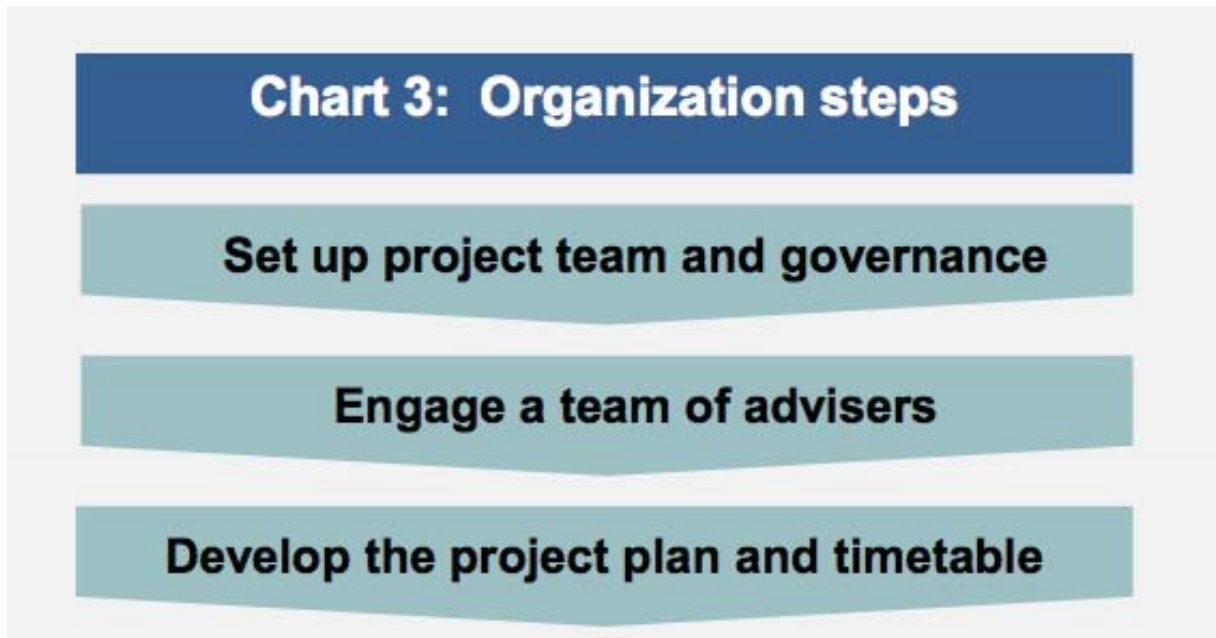 Chart 3:  Organization steps
Set up project team and governance
Engage a team of advisers
Develop the project plan and timetable